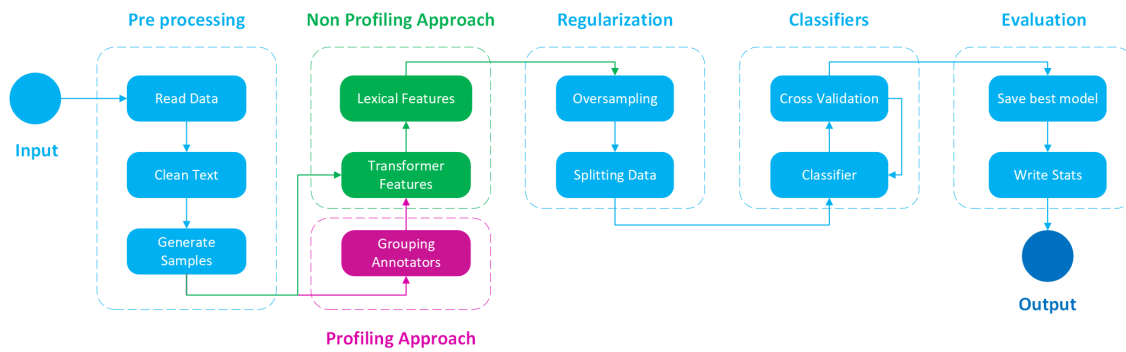 Pre processing
Non Profiling Approach
Regularization
Classifiers
Evaluation
Input
Read Data
Clean Text
Generate
Samples
Lexical Features
Transformer
Features
Grouping
Annotators
Profiling Approach
Oversampling
Splitting Data
Cross Validation
Classifier
Save best model
Write Stats
Output